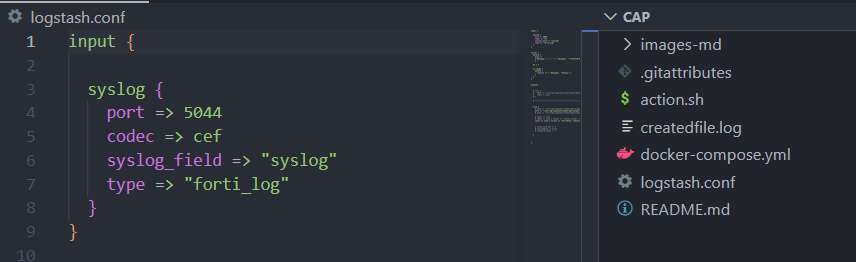 logstash.conf
1 input {
2
3 syslog {
4 port => 5044
5 codec => cef
6 syslog_field => "syslog"
7 type => "forti_log"
8 }
9 }
10
CAP
images-md
.gitattributes
$ action.sh
createdfile.log
docker-compose.yml
logstash.conf
README.md